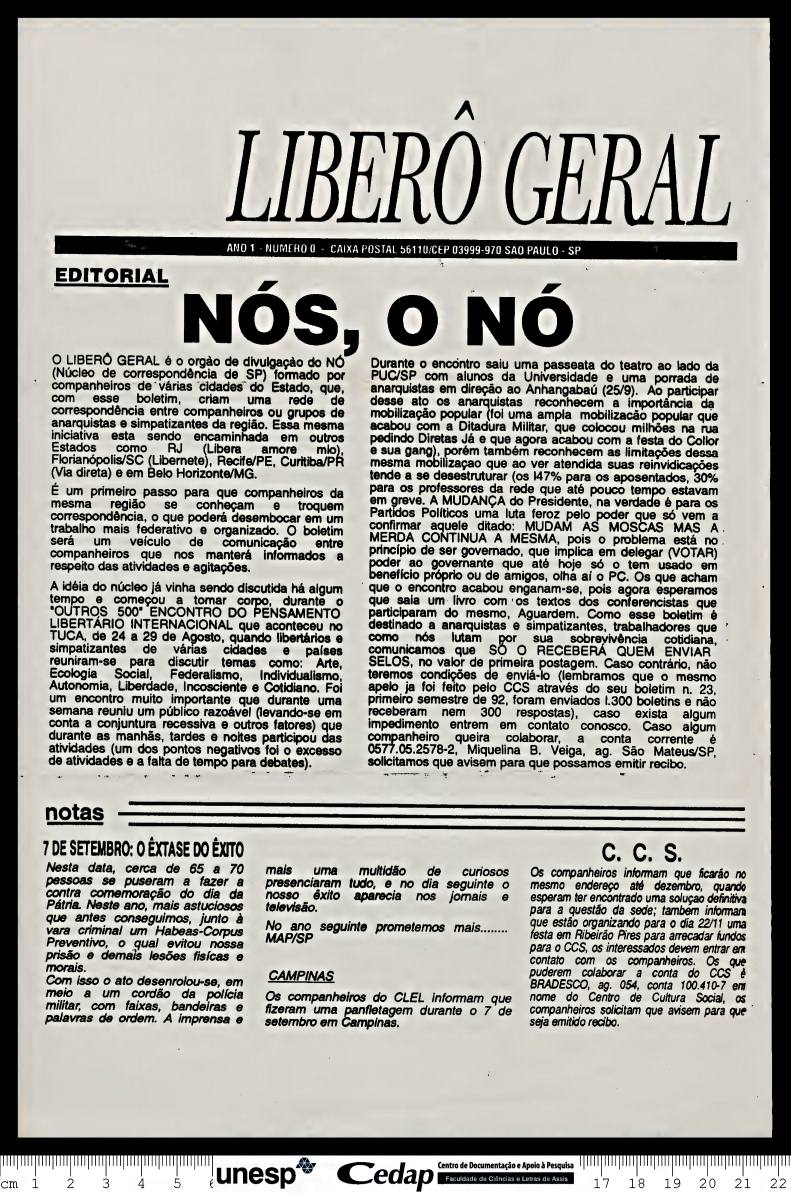 LIBERÔ GERAL
ANO 1 - NUMERO 0 - CAIXA POSTAL 56110/CEP 03999-970 SAO PAULO - SP
EDITORIAL
NÓS, O NÓ
O LIBERÔ GERAL é o orgào de divulgaçào do NÓ
(Núcleo de correspondência de SP) formado por
companheiros de várias cidades do Estado, que,
com esse boletim, criam uma rede de
correspondência entre companheiros ou grupos de
anarquistas e simpatizantes da região. Essa mesma
iniciativa esta sendo encaminhada em outros
Estados como RJ (Libera amore mio),
Florianópolis/SC (Libernete), Recife/PE, Curitiba/PR
(Via direta) e em Belo Horizonte/MG.
É um primeiro passo para que companheiros da
mesma região se conheçam e troquem
correspondência, o que poderá desembocar em um
trabalho mais federativo e organizado. O boletim
será um veículo de comunicação entre
companheiros que nos manterá informados a
respeito das atividades e agitações.
A idéia do núcleo já vinha sendo discutida há algum
tempo e começou a tomar corpo, durante o
"OUTROS 500" ENCONTRO DO PENSAMENTO
LIBERTÁRIO INTERNACIONAL que aconteceu no
TUCA, de 24 a 29 de Agosto, quando libertários e
simpatizantes de várias cidades e países
reuniram-se para discutir temas como: Arte,
Ecologia Social, Federalismo, Individualismo,
Autonomia, Liberdade, Incosciente e Cotidiano. Foi
um encontro muito importante que durante uma
semana reuniu um público razoável (levando-se em
conta a conjuntura recessiva e outros fatores) que
durante as manhãs, tardes e noites participou das
atividades (um dos pontos negativos foi o excesso
de atividades e a falta de tempo para debates).
Durante o encontro saiu uma passeata do teatro ao lado da
PUC/SP com alunos da Universidade e uma porrada de
anarquistas em direção ao Anhangabaú (25/9). Ao participar
desse ato os anarquistas reconhecem a importância da
mobilização popular (foi uma ampla mobilizacão popular que
acabou com a Ditadura Militar, que colocou milhões na rua
pedindo Diretas Já e que agora acabou com a festa do Collor
e sua gang), porém também reconhecem as limitações dessa
mesma mobilizaçao que ao ver atendida suas reinvidicações
tende a se desestruturar (os I47% para os aposentados, 30%
para os professores da rede que até pouco tempo estavam
em greve. A MUDANÇA do Presidente, na verdade é para os
Partidos Políticos uma luta feroz pelo poder que só vem a
confirmar aquele ditado: MUDAM AS MOSCAS MAS A
MERDA CONTINUA A MESMA, pois o problema está no
princípio de ser governado, que implica em delegar (VOTAR)
poder ao governante que até hoje só o tem usado em
benefício próprio ou de amigos, olha aí o PC. Os que acham
que o encontro acabou enganam-se, pois agora esperamos
que saia um livro com os textos dos conferencistas que
participaram do mesmo, Aguardem. Como esse boletim é
destinado a anarquistas e simpatizantes, trabalhadores que
como nós lutam por sua sobrevivência cotidiana,
comunicamos que SÓ O RECEBERÁ QUEM ENVIAR
SELOS, no valor de primeira postagem. Caso contrário, não
teremos condições de enviá-lo (lembramos que o mesmo
apelo ja foi feito pelo CCS através do seu boletim n. 23,
primeiro semestre de 92, foram enviados I.300 boletins e não
receberam nem 300 respostas), caso exista algum
impedimento entrem em contato conosco. Caso algum
companheiro queira colaborar, a conta corrente é
0577.05.2578-2, Miquelina B. Veiga, ag. São Mateus/SP,
solicitamos que avisem para que possamos emitir recibo.
notas
7 DE SETEMBRO: O ÊXTASE DO ÊXITO
Nesta data, cerca de 65 a 70
pessoas se puseram a fazer a
contra comemoração do dia da
Pátria. Neste ano, mais astuciosos
que antes conseguimos, junto à
vara criminal um Habeas-Corpus
Preventivo, o qual evitou nossa
prisão e demais lesões fisícas e
morais.
Com isso o ato desenrolou-se, em
meio a um cordão da polícia
militar, com faixas, bandeiras e
palavras de ordem. A imprensa e
mais uma multidão de curiosos
presenciaram tudo, e no dia seguinte o
nosso êxito aparecia nos jornais e
televisão.
No ano seguinte prometemos mais........
MAP/SP
CAMPINAS
Os companheiros do CLEL informam que
fizeram uma panfletagem durante o 7 de
setembro em Campinas.
C. C. S.
Os companheiros informam que ficarão no
mesmo endereço até dezembro, quando
esperam ter encontrado uma soluçao definitiva
para a questão da sede; tambem informam
que estão organizando para o dia 22/11 uma
festa em Ribeirão Pires para arrecadar fundos
para o CCS, os interessados devem entrar em
contato com os companheiros. Os que
puderem colaborar a conta do CCS è
BRADESCO, ag. 054, conta 100.410-7 em
nome do Centro de Cultura Social, os
companheiros solicitam que avisem para que
seja emitido recibo.
cm 1 2 3 4 5 6 unesp Cedap Centro de Documentação e Apoio à Pesquisa 17 18 19 20 21 22
Faculdade de Ciências e Letras de Assis